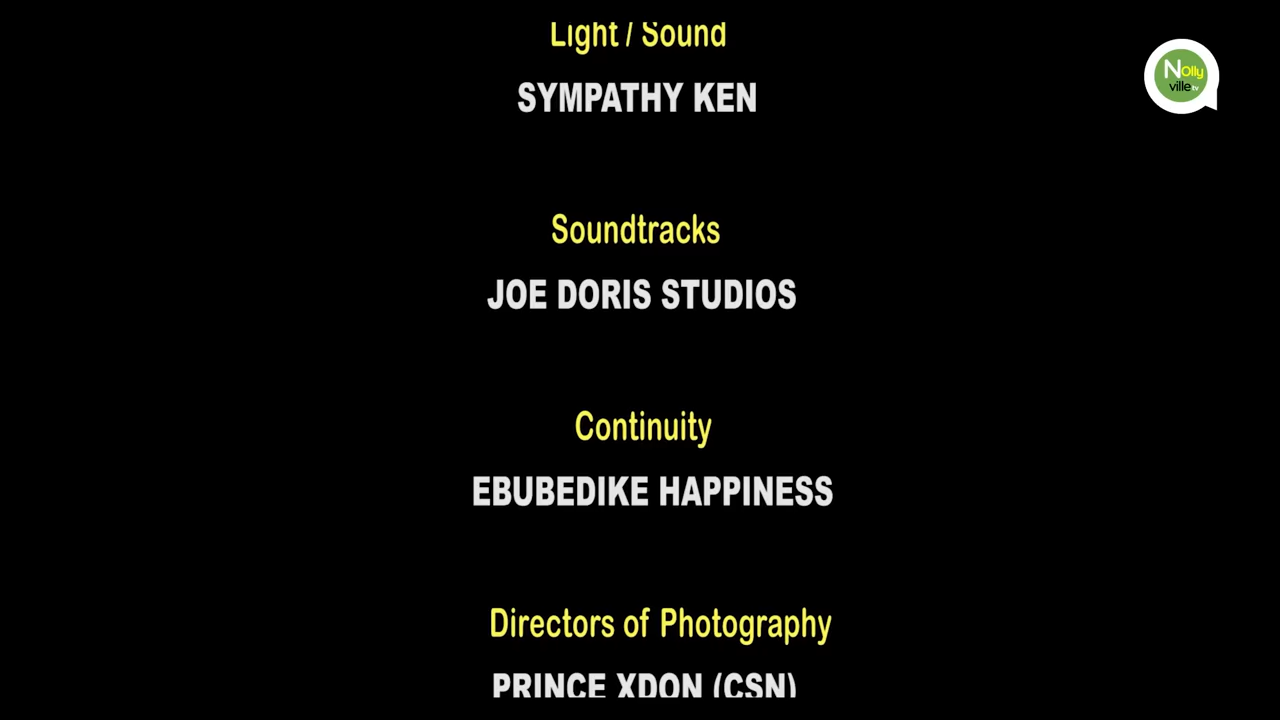 Light / Sound
SYMPATHY KEN
Nolly
ville tv
Soundtracks
JOE DORIS STUDIOS
Continuity
EBUBEDIKE HAPPINESS
Directors of Photography
PRINCE XDON (CSN)